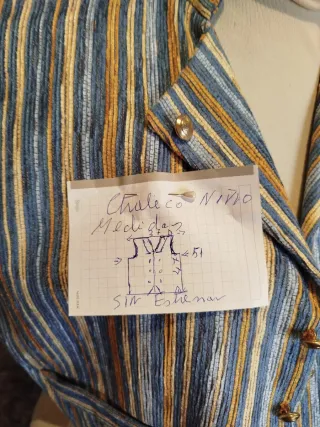 Chaleco NIÑO
Medidas
51
SIN Estrenar